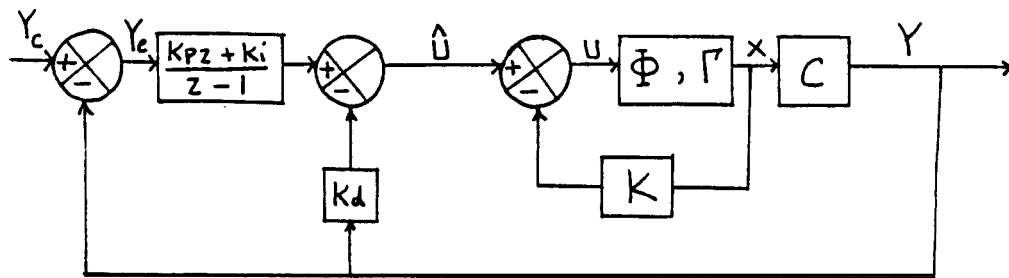 Yc
Ye
Kpz + Ki
z - 1
Û
U
Φ, Γ
x
C
Y
+
-
+
-
+
-
Kd
K